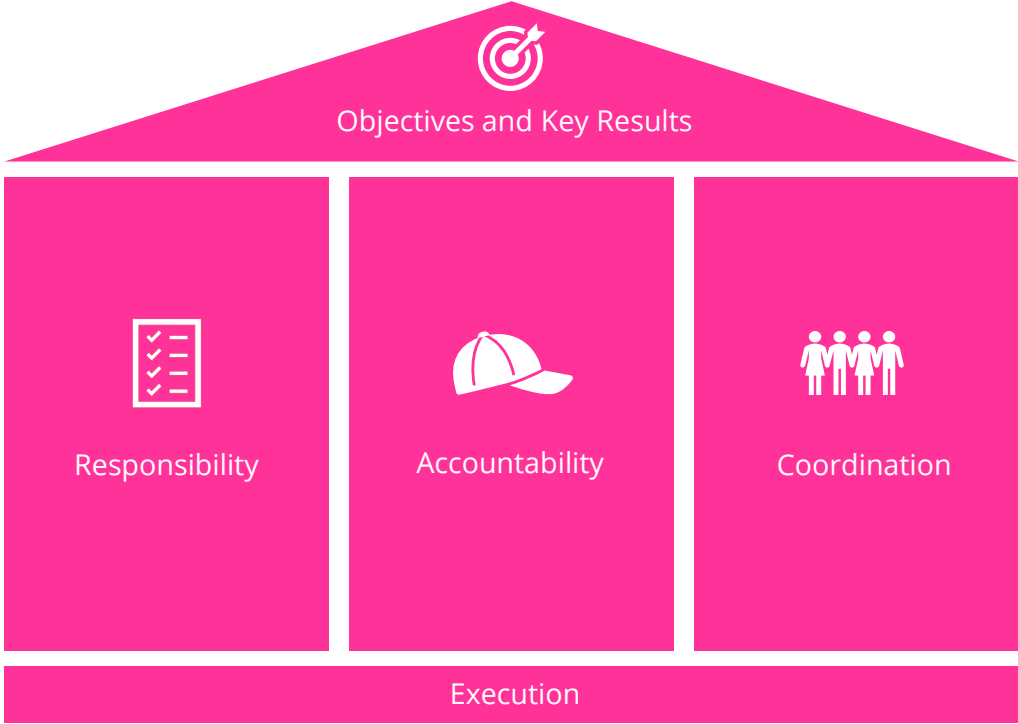 Objectives and Key Results
Responsibility
Accountability
Coordination
Execution